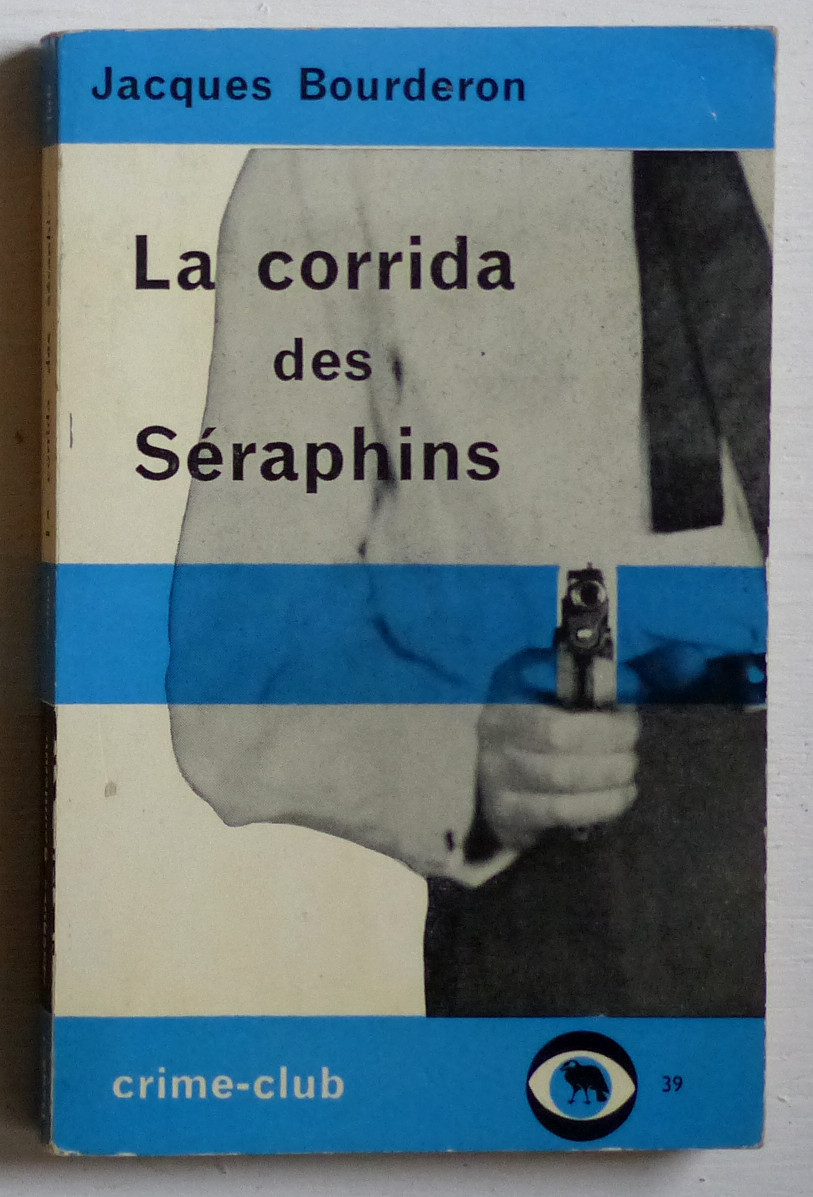 Jacques Bourderon
La corrida
des
Séraphins
crime-club
39